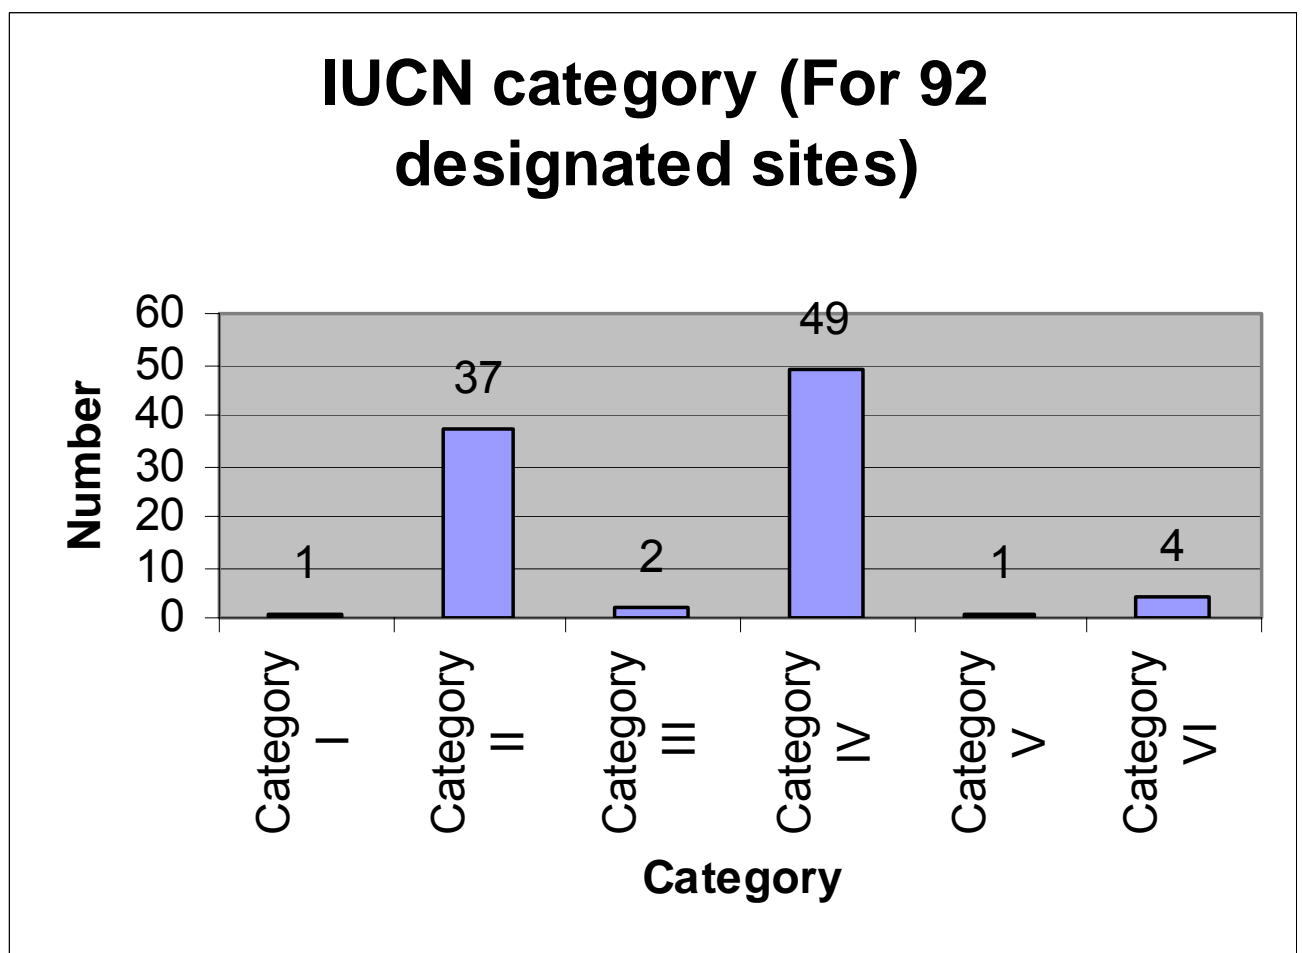 IUCN category (For 92
designated sites)
60
50
40
30
20
10
0
Number
1
37
2
49
1
4
Category
I
Category
II
Category
III
Category
IV
Category
V
Category
VI
Category